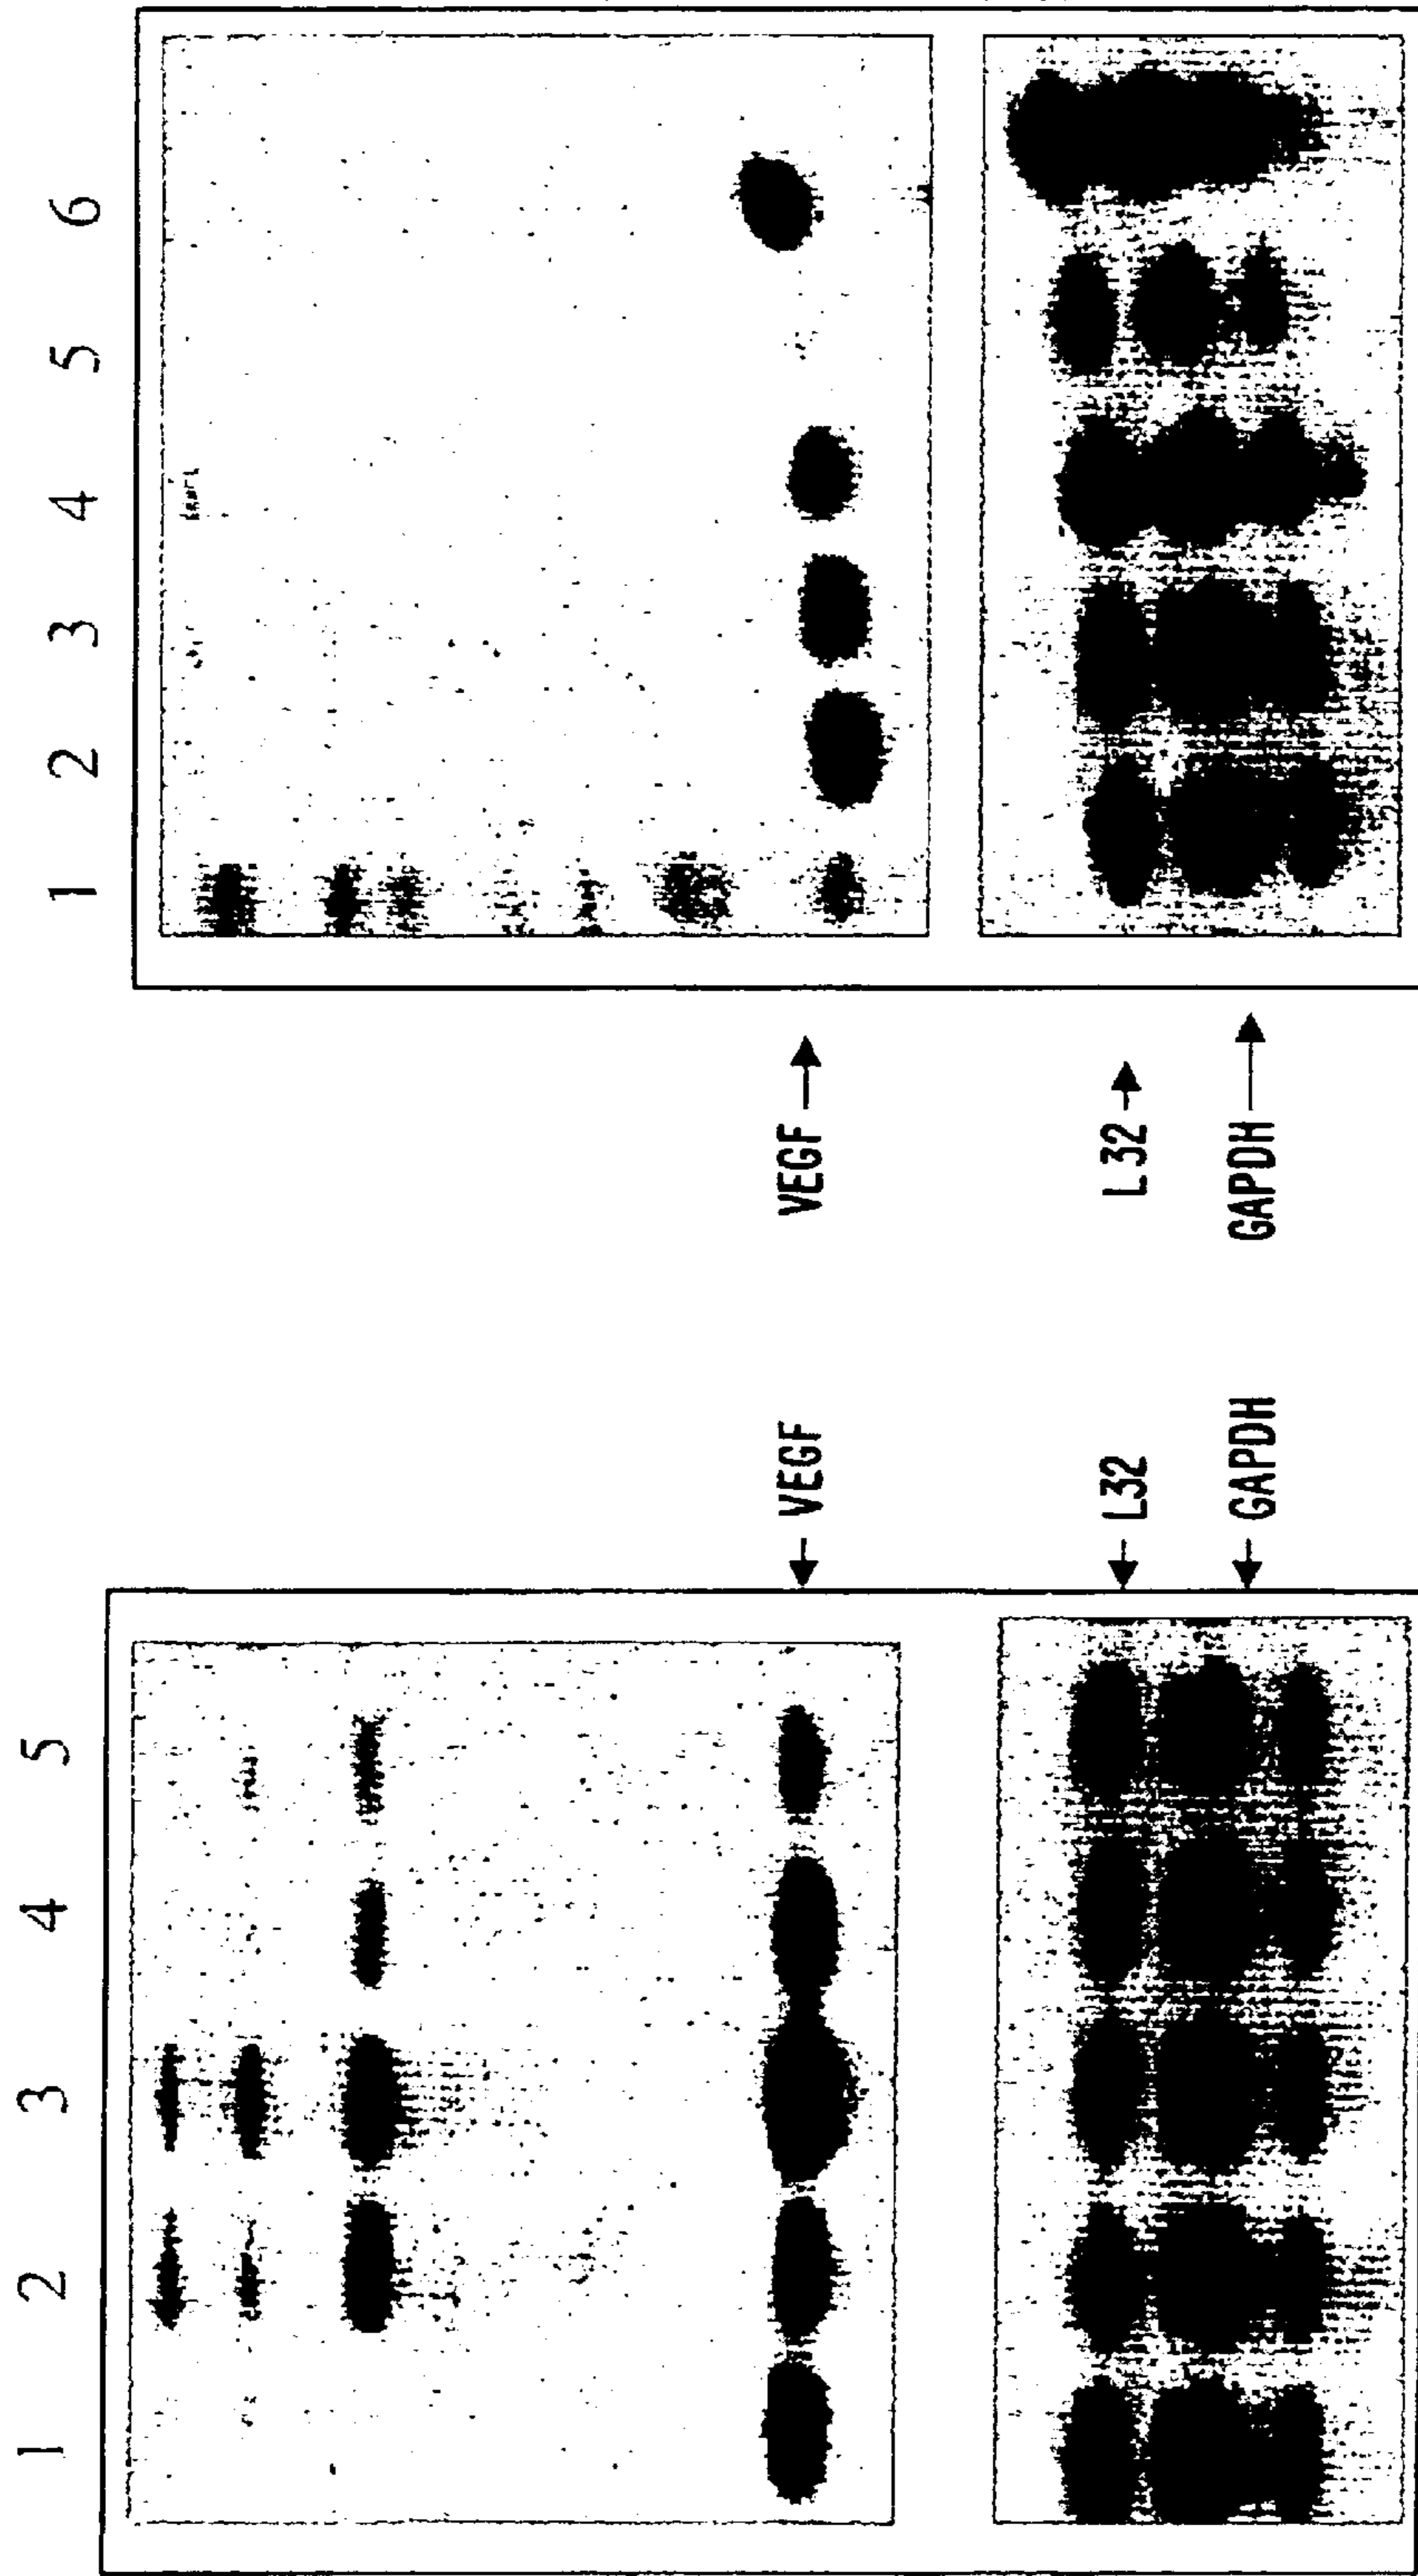 1 2 3 4 5
1 2 3 4 5 6
← VEGF
VEGF →
← L32
L32 →
← GAPDH
GAPDH →